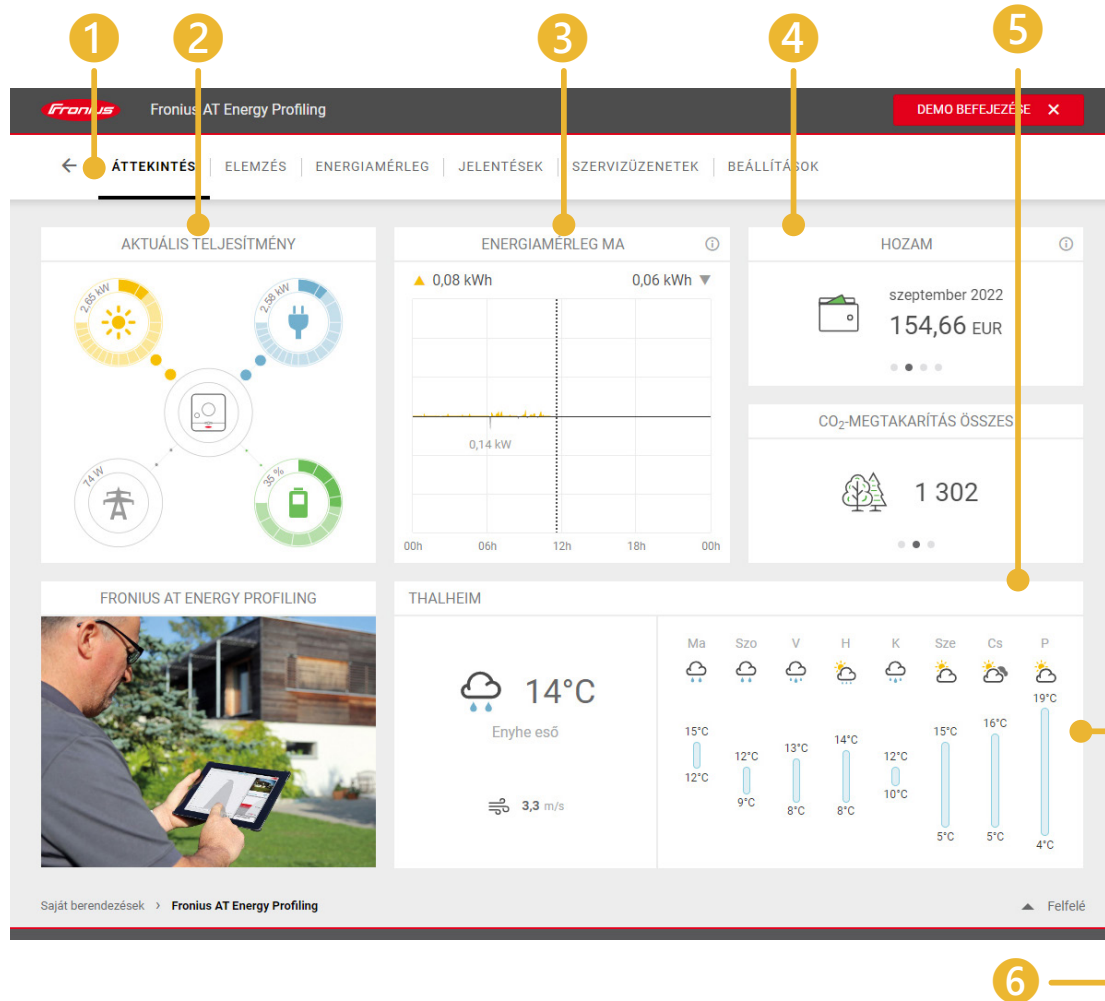 1 2 3 4 5
Fronius Fronius AT Energy Profiling DEMO BEFEJEZÉSE X
ÁTTEKINTÉS ELEMZÉS ENERGIAMÉRLEG JELENTÉSEK SZERVIZÜZENETEK BEÁLLÍTÁSOK
AKTUÁLIS TELJESÍTMÉNY
2,65 kW
2,58 kW
74 W
35 %
ENERGIAMÉRLEG MA
0,08 kWh 0,06 kWh
0,14 kW
00h 06h 12h 18h 00h
HOZAM
szeptember 2022
154,66 EUR
CO₂-MEGTAKARÍTÁS ÖSSZES
1 302
FRONIUS AT ENERGY PROFILING
THALHEIM
14°C
Enyhe eső
3,3 m/s
Ma Szo V H K Sze Cs P
15°C 12°C 13°C 14°C 12°C 15°C 16°C 19°C
12°C 9°C 8°C 8°C 10°C 5°C 5°C 4°C
Saját berendezések > Fronius AT Energy Profiling Felfelé
6